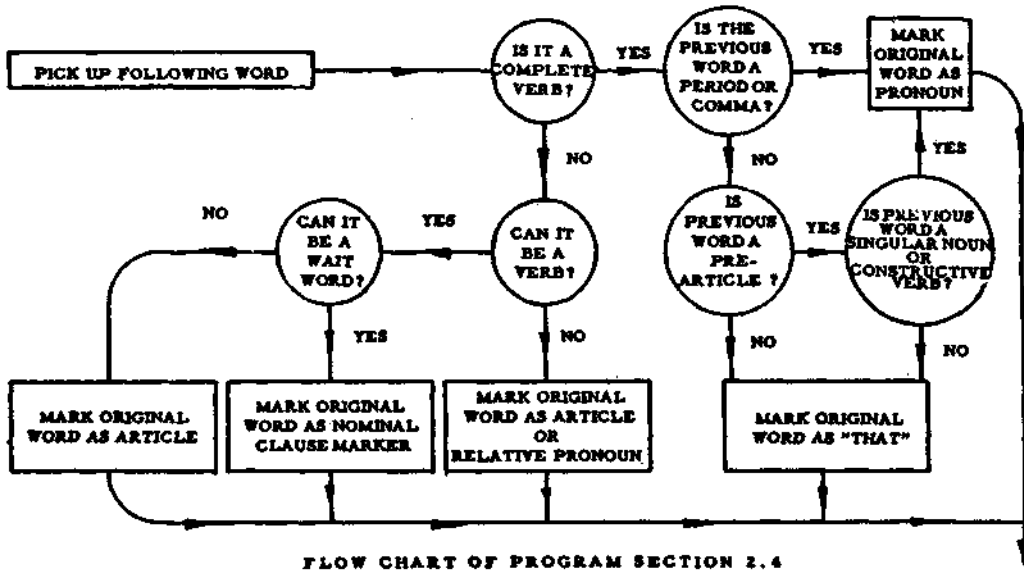 PICK UP FOLLOWING WORD
IS IT A
COMPLETE
VERB?
YES
IS THE
PREVIOUS
WORD A
PERIOD OR
COMMA?
YES
MARK
ORIGINAL
WORD AS
PRONOUN
NO
NO
YES
NO
CAN IT
BE A
WAIT
WORD?
YES
CAN IT
BE A
VERB?
IS
PREVIOUS
WORD A
PRE-
ARTICLE ?
YES
IS PREVIOUS
WORD A
SINGULAR NOUN
OR
CONSTRUCTIVE
VERB?
YES
NO
NO
NO
MARK ORIGINAL
WORD AS ARTICLE
MARK ORIGINAL
WORD AS NOMINAL
CLAUSE MARKER
MARK ORIGINAL
WORD AS ARTICLE
OR
RELATIVE PRONOUN
MARK ORIGINAL
WORD AS "THAT"
FLOW CHART OF PROGRAM SECTION 2.4